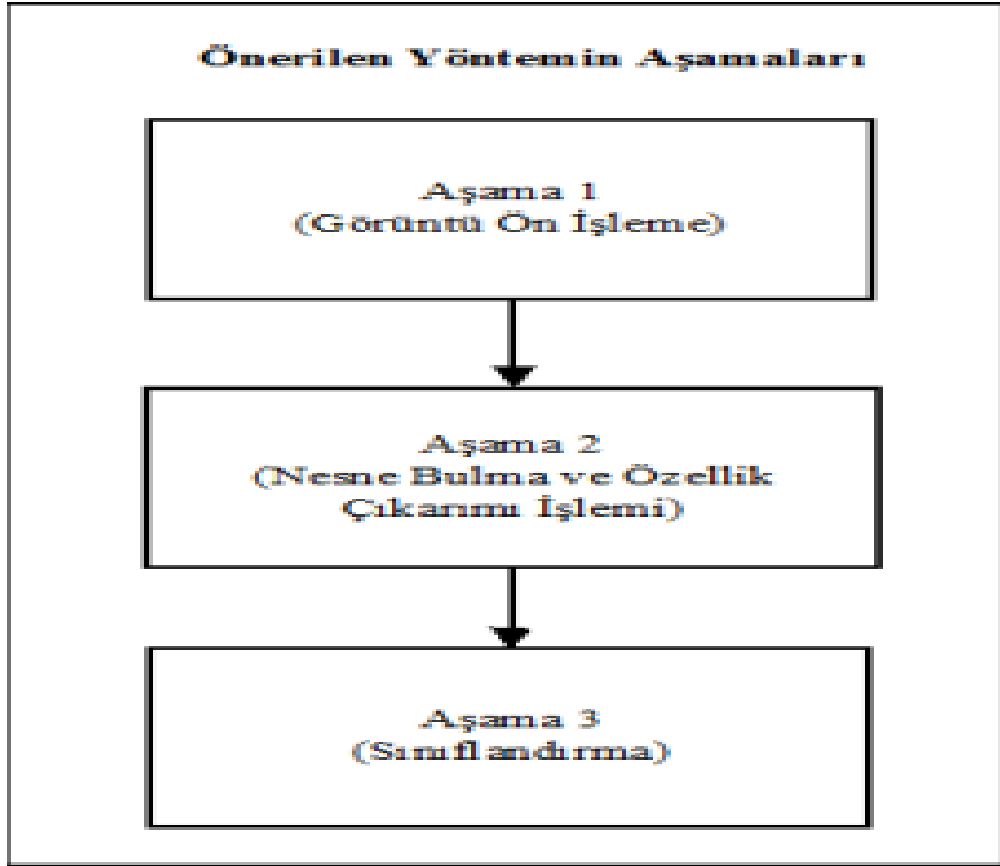 Önerilen Yöntemin Aşamaları
Aşama 1
(Görüntü Ön İşleme)
Aşama 2
(Nesne Bulma ve Özellik
Çıkarımı İşlemi)
Aşama 3
(Sınıflandırma)